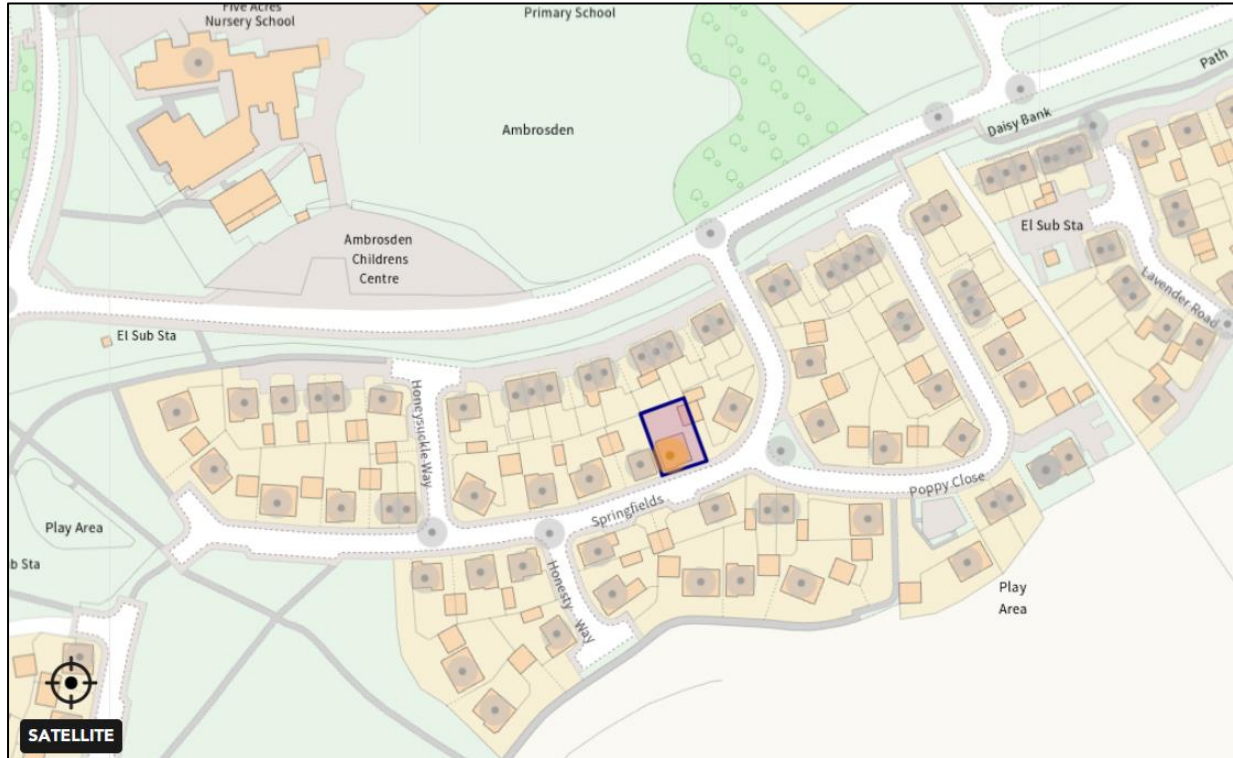 Five Acres
Nursery School
Primary School
Ambrosden
Path
Daisy Bank
El Sub Sta
Lavender Road
Ambrosden
Childrens
Centre
El Sub Sta
Honeysuckle Way
Springfields
Poppy Close
Play Area
b Sta
Honesty Way
Play
Area
SATELLITE